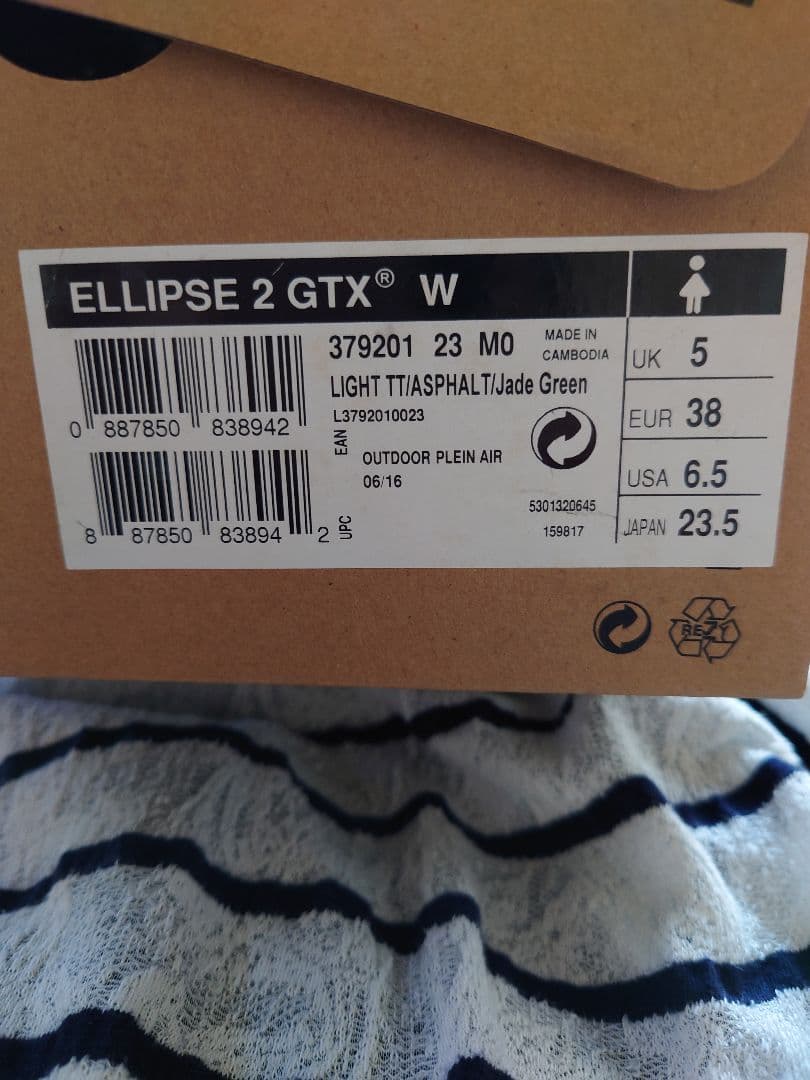 ELLIPSE 2 GTX® W
379201 23 M0
MADE IN
CAMBODIA
LIGHT TT/ASPHALT/Jade Green
L3792010023
0 887850 838942
EAN
OUTDOOR PLEIN AIR
06/16
8 87850 83894 2
UPC
5301320645
159817
UK 5
EUR 38
USA 6.5
JAPAN 23.5
REZY